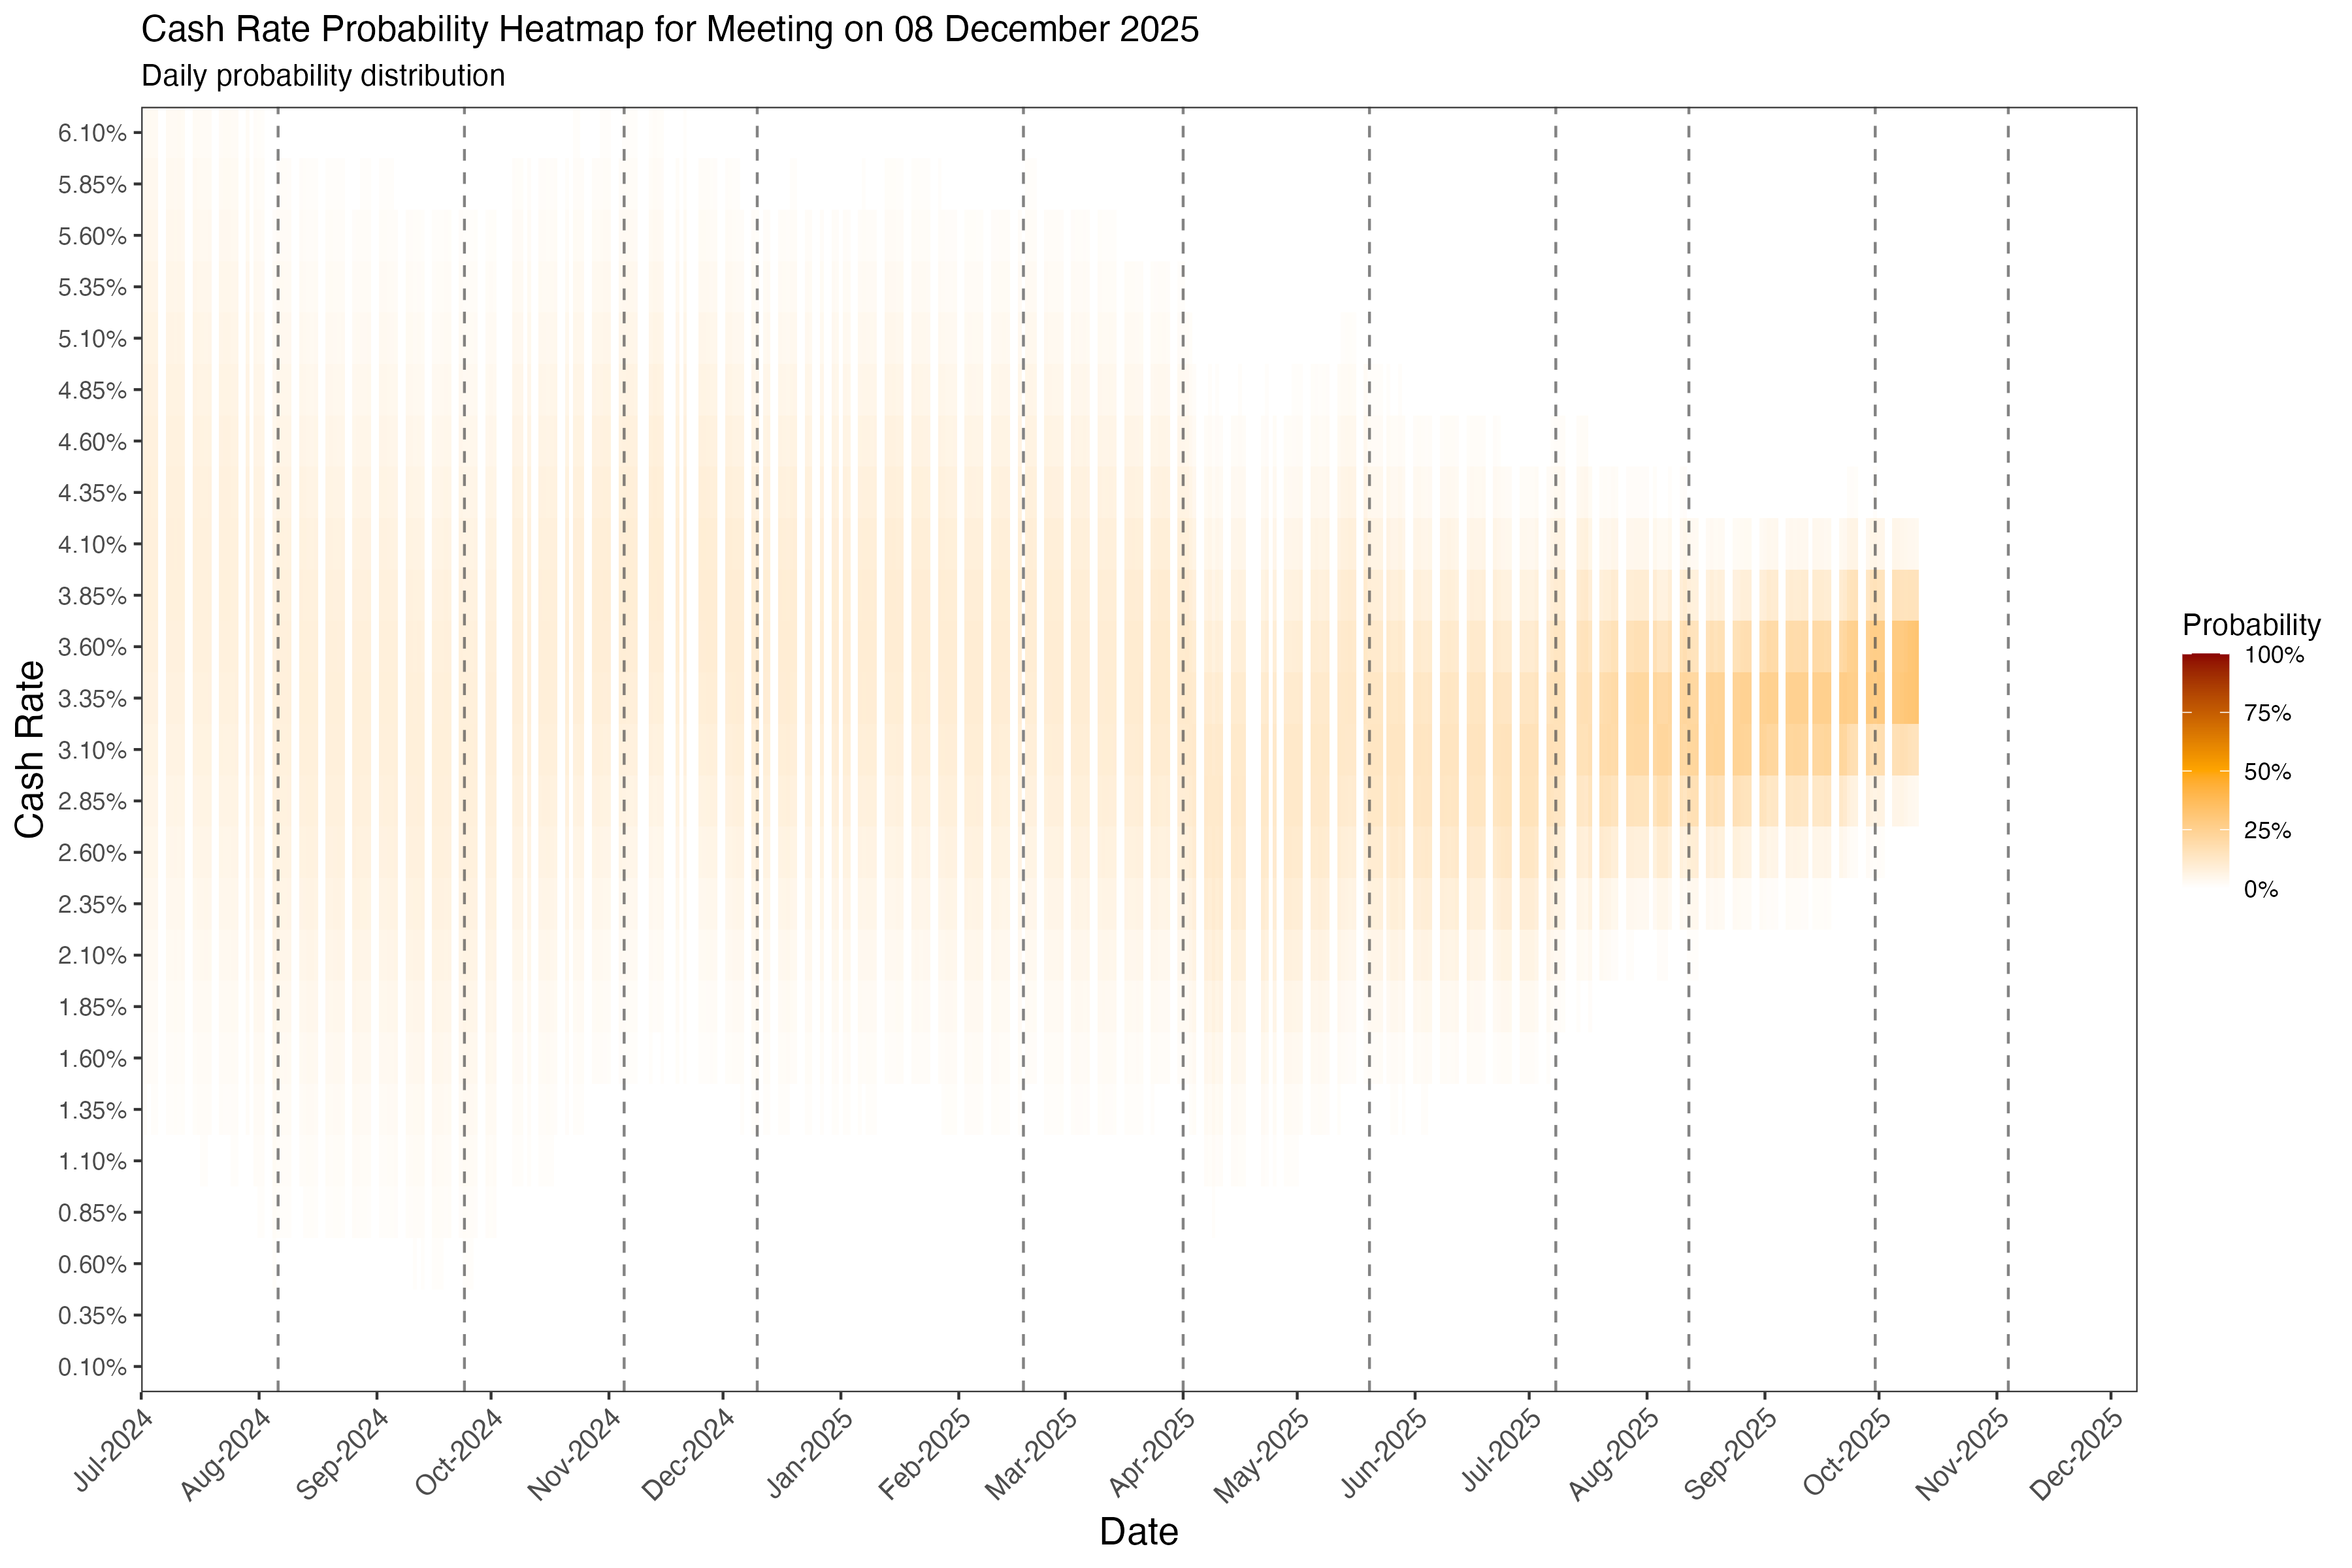 Cash Rate Probability Heatmap for Meeting on 08 December 2025
Daily probability distribution
Cash Rate
6.10%
5.85%
5.60%
5.35%
5.10%
4.85%
4.60%
4.35%
4.10%
3.85%
3.60%
3.35%
3.10%
2.85%
2.60%
2.35%
2.10%
1.85%
1.60%
1.35%
1.10%
0.85%
0.60%
0.35%
0.10%
Jul-2024
Aug-2024
Sep-2024
Oct-2024
Nov-2024
Dec-2024
Jan-2025
Feb-2025
Mar-2025
Apr-2025
May-2025
Jun-2025
Jul-2025
Aug-2025
Sep-2025
Oct-2025
Nov-2025
Dec-2025
Date
Probability
100%
75%
50%
25%
0%